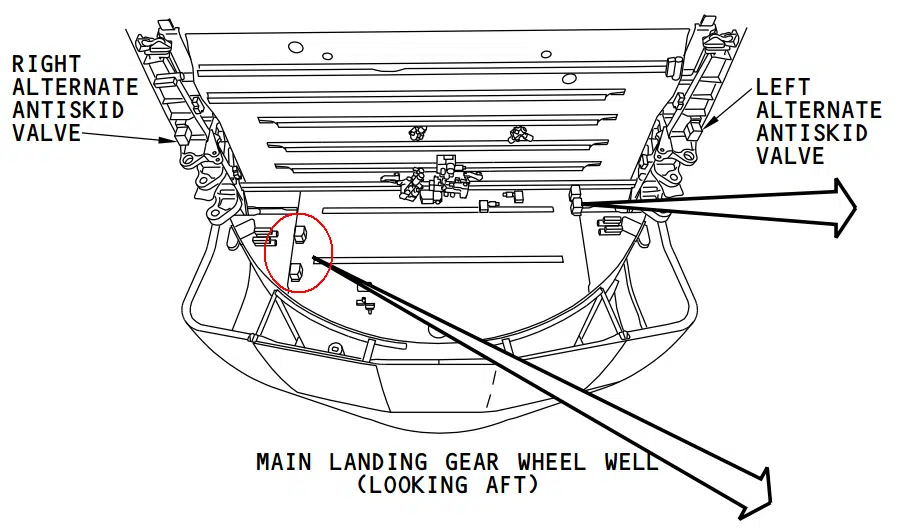 RIGHT
ALTERNATE
ANTISKID
VALVE
LEFT
ALTERNATE
ANTISKID
VALVE
MAIN LANDING GEAR WHEEL WELL
(LOOKING AFT)